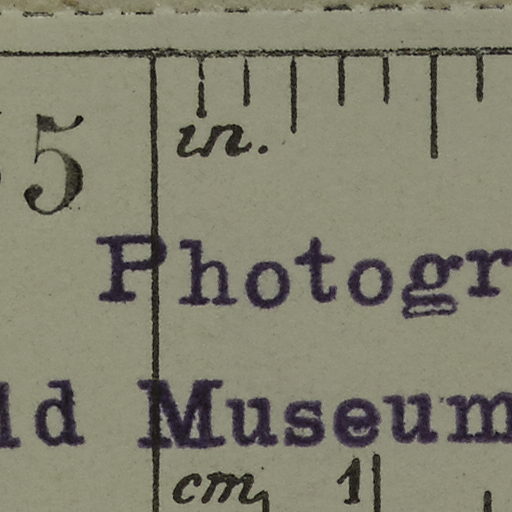 5 in.
Photogr
ld Museum
cm, 1